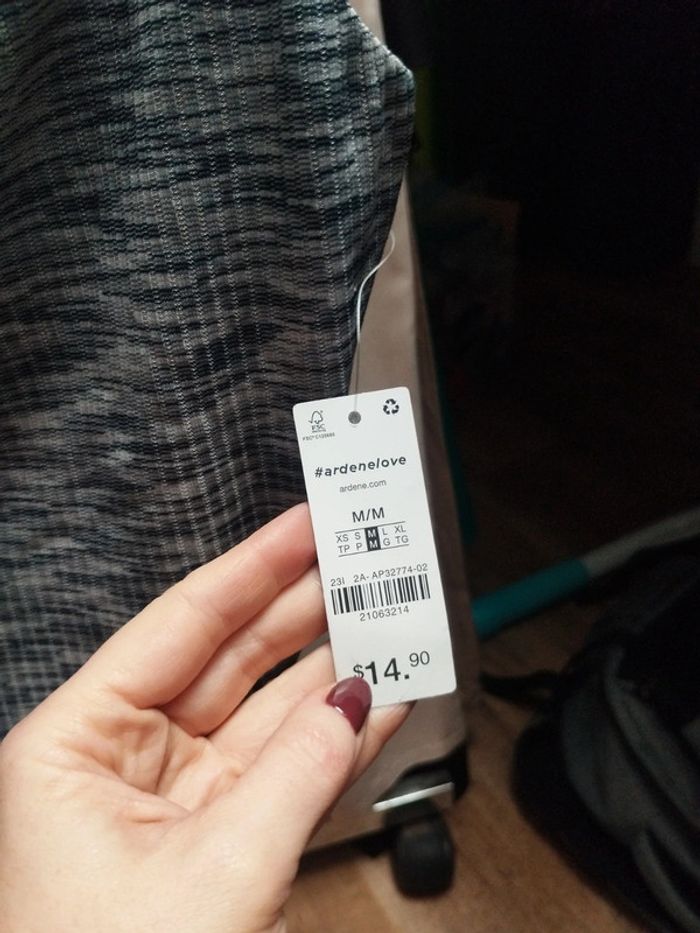 FSC
#ardenelove
ardene.com
M/M
XS S M L XL
TP P M G TG
23I 2A- AP32774-02
21063214
$14.90